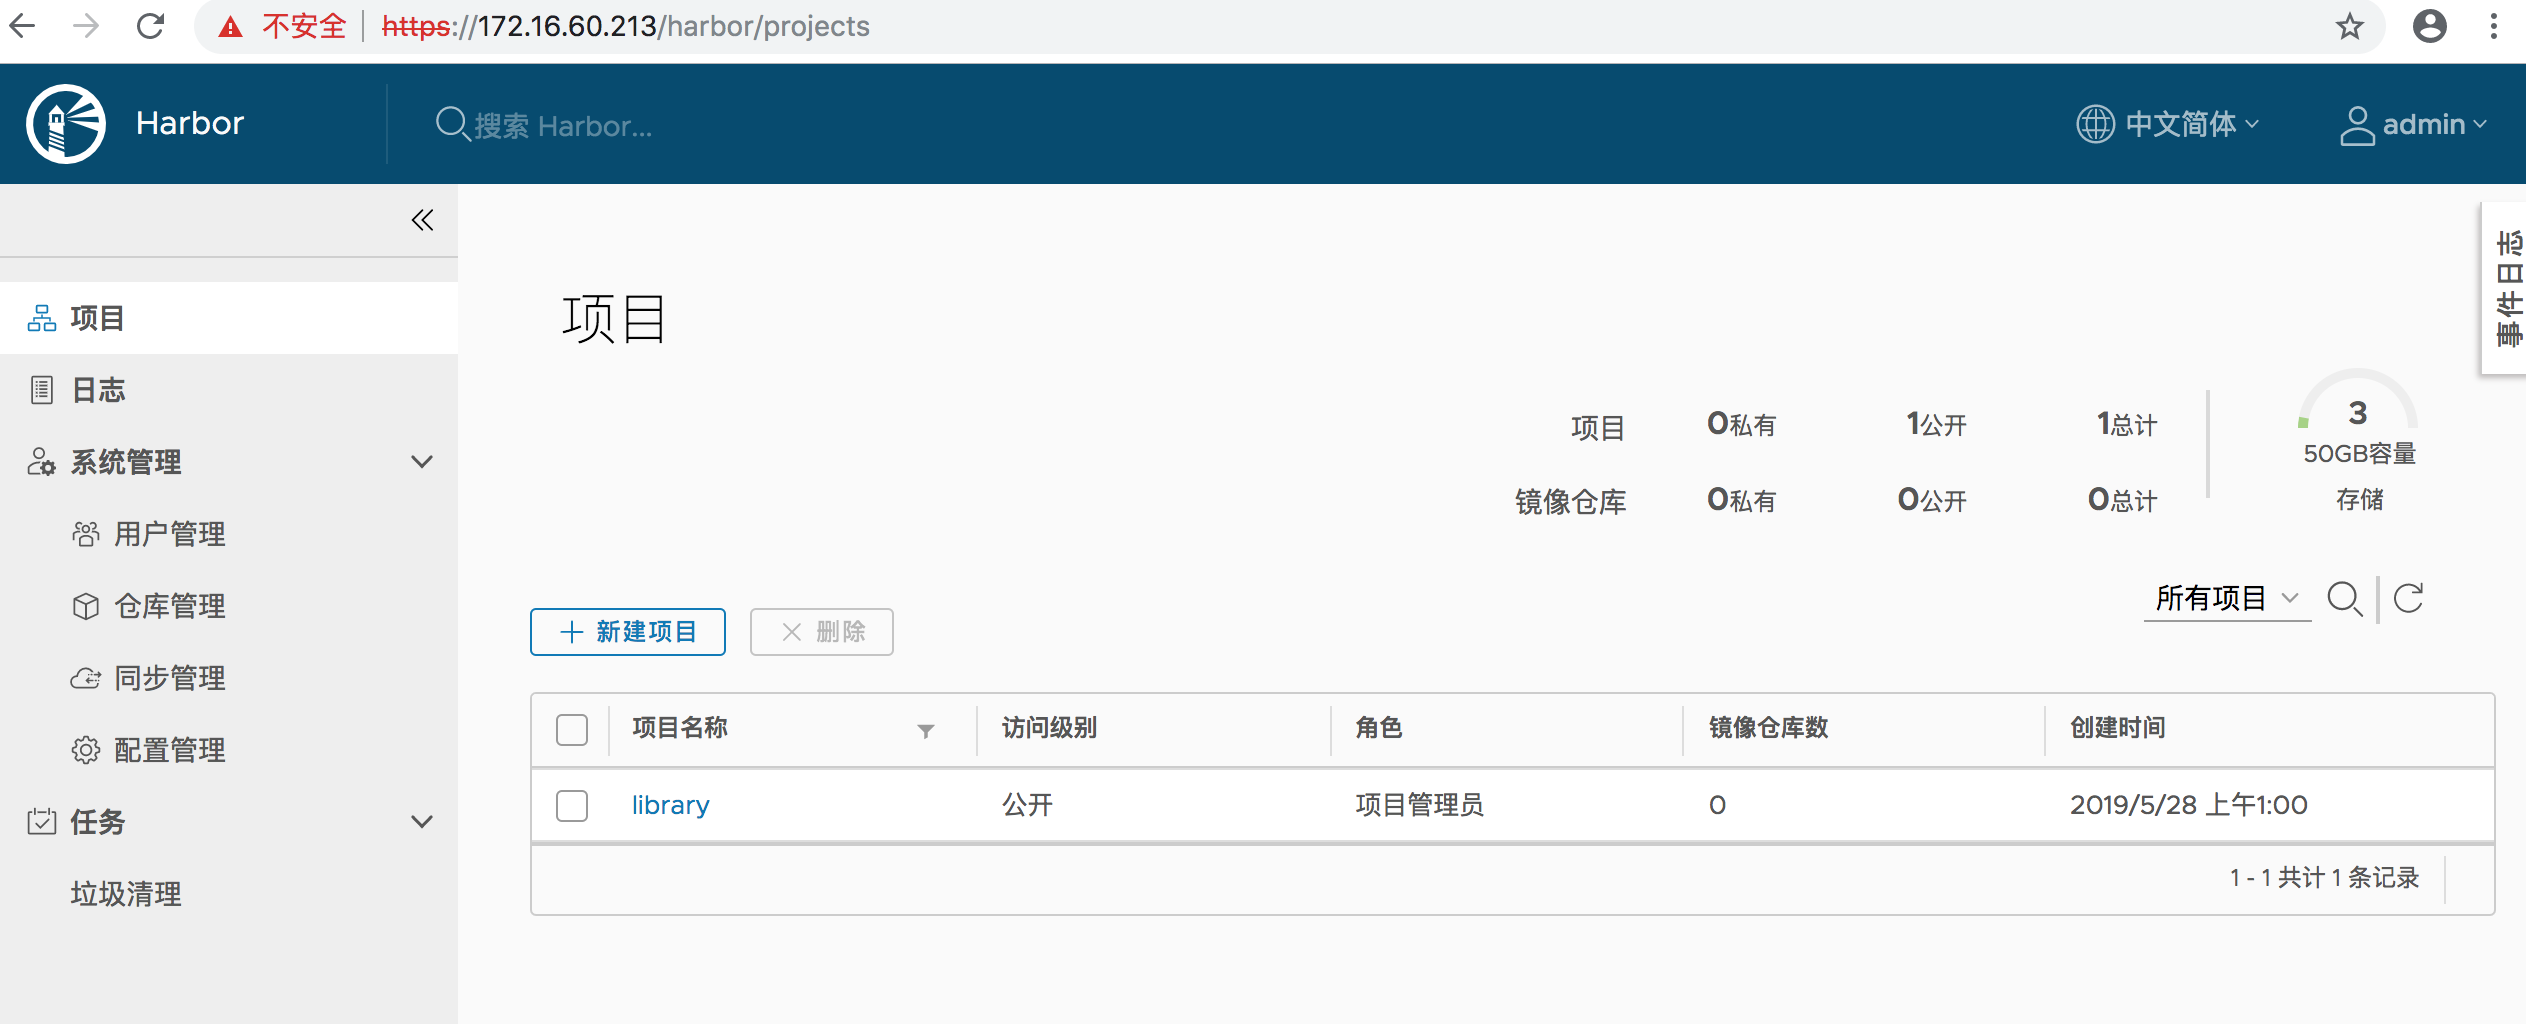 不安全 https://172.16.60.213/harbor/projects
Harbor
搜索 Harbor...
中文简体
admin
项目
日志
系统管理
用户管理
仓库管理
同步管理
配置管理
任务
垃圾清理
事件日志
项目
项目 0私有 1公开 1总计
镜像仓库 0私有 0公开 0总计
3
50GB容量
存储
所有项目
新建项目
删除
项目名称 访问级别 角色 镜像仓库数 创建时间
library 公开 项目管理员 0 2019/5/28 上午1:00
1 - 1 共计 1 条记录